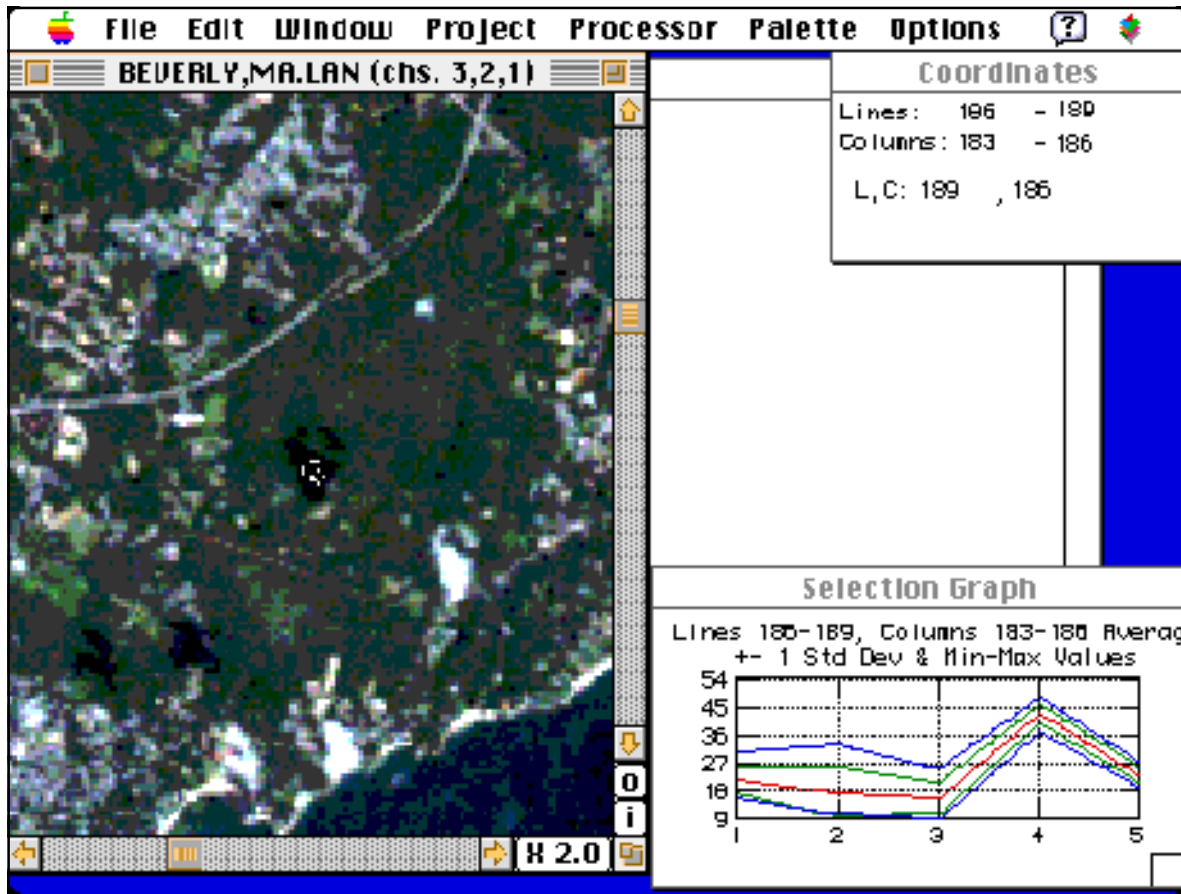 File Edit Window Project Processor Palette Options ?
BEVERLY,MA.LAN (chs. 3,2,1)
Coordinates
Lines: 186 - 189
Columns: 183 - 186
L,C: 189 , 186
Selection Graph
Lines 186-189, Columns 183-186 Averag
+- 1 Std Dev & Min-Max Values
54
45
36
27
18
9
1 2 3 4 5
O
i
X 2.0